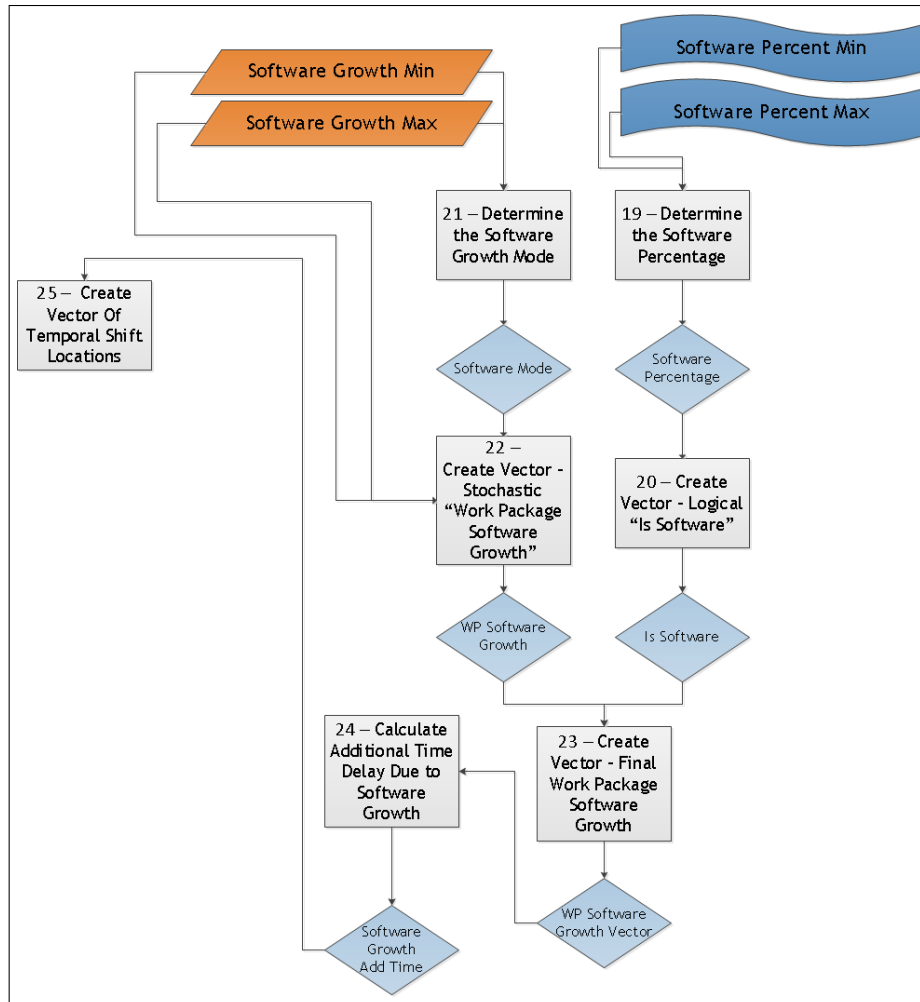 Software Growth Min
Software Growth Max
Software Percent Min
Software Percent Max
21 – Determine
the Software
Growth Mode
19 – Determine
the Software
Percentage
25 – Create
Vector Of
Temporal Shift
Locations
Software Mode
Software
Percentage
22 –
Create Vector -
Stochastic
“Work Package
Software
Growth”
20 – Create
Vector - Logical
“Is Software”
WP Software
Growth
Is Software
24 – Calculate
Additional Time
Delay Due to
Software
Growth
23 – Create
Vector - Final
Work Package
Software
Growth
Software
Growth
Add Time
WP Software
Growth Vector